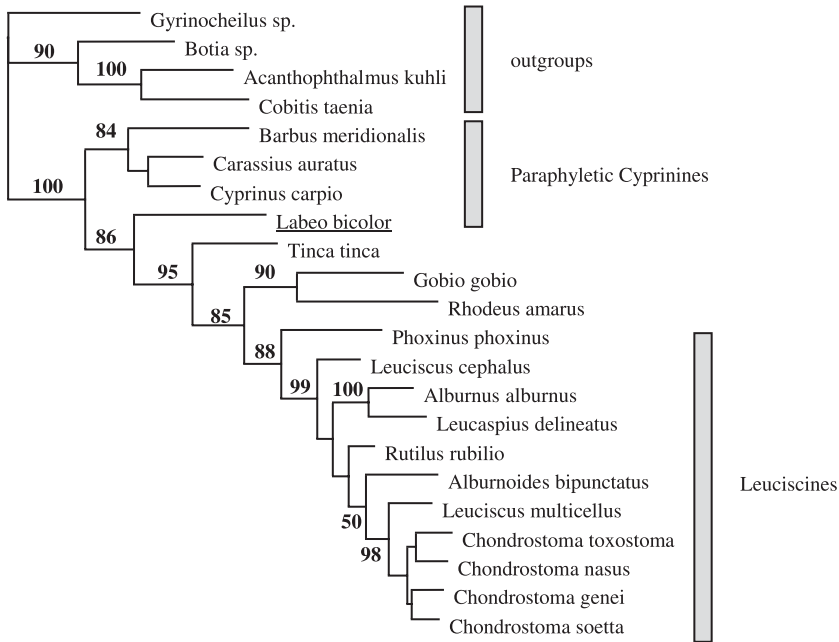 Gyrinocheilus sp.
90
Botia sp.
100
Acanthophthalmus kuhli
outgroups
Cobitis taenia
84
Barbus meridionalis
Carassius auratus
Paraphyletic Cyprinines
100
Cyprinus carpio
86
Labeo bicolor
95
Tinca tinca
90
Gobio gobio
85
Rhodeus amarus
88
Phoxinus phoxinus
99
Leuciscus cephalus
100
Alburnus alburnus
Leucaspius delineatus
Rutilus rubilio
Alburnoides bipunctatus
Leuciscines
50
Leuciscus multicellus
98
Chondrostoma toxostoma
Chondrostoma nasus
Chondrostoma genei
Chondrostoma soetta